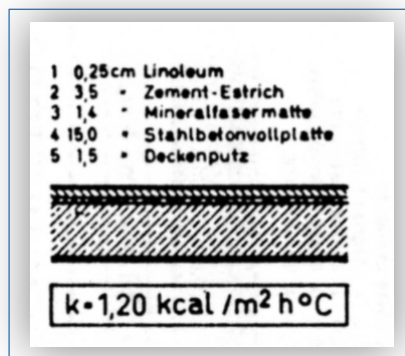 1 0,25cm Linoleum
2 3,5 " Zement-Estrich
3 1,4 " Mineralfasermatte
4 15,0 " Stahlbetonvollplatte
5 1,5 " Deckenputz
k=1,20 kcal/m² h°C